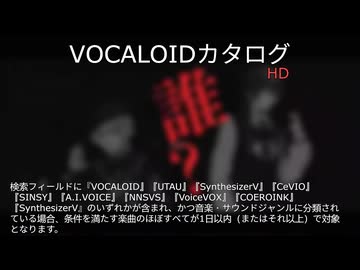 VOCALOIDカタログ
HD
誰?
検索フィールドに『VOCALOID』『UTAU』『SynthesizerV』『CeVIO』
『SINSY』『A.I.VOICE』『NNSVS』『VoiceVOX』『COEROINK』
『SynthesizerV』のいずれかが含まれ、かつ音楽・サウンドジャンルに分類され
ている場合、条件を満たす楽曲のほぼすべてが1日以内（またはそれ以上）で対象
となります。